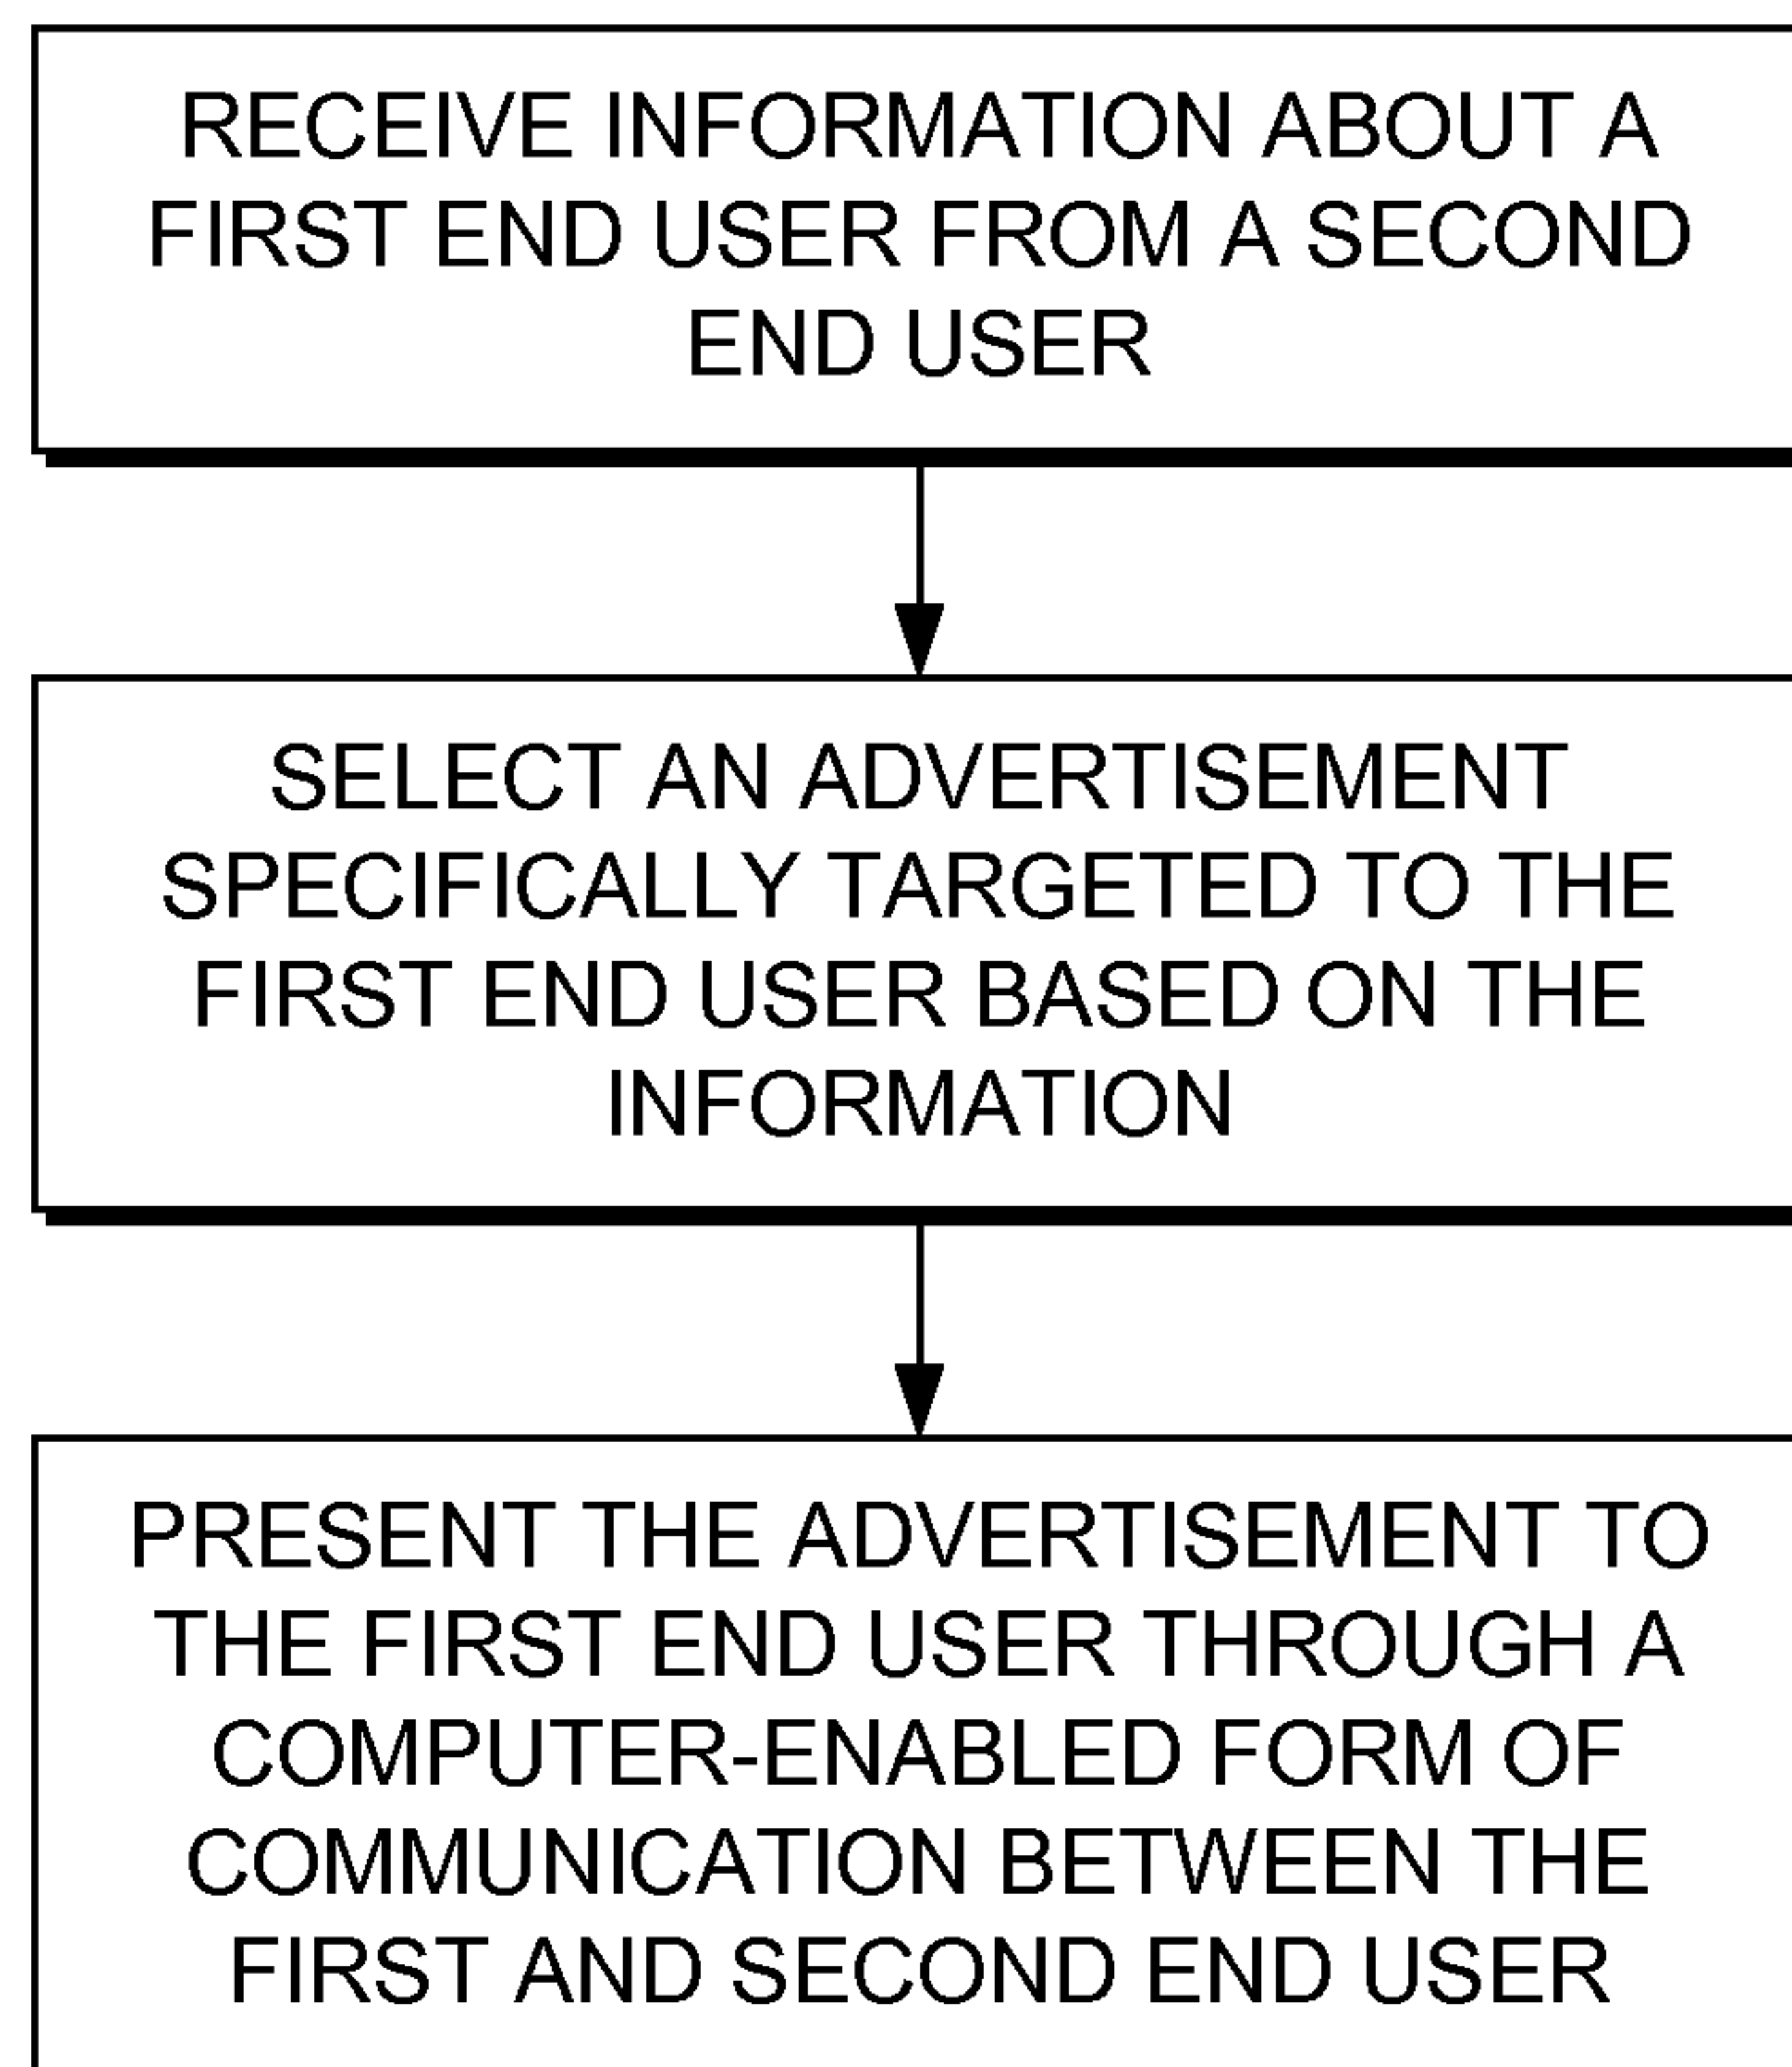 RECEIVE INFORMATION ABOUT A
FIRST END USER FROM A SECOND
END USER
SELECT AN ADVERTISEMENT
SPECIFICALLY TARGETED TO THE
FIRST END USER BASED ON THE
INFORMATION
PRESENT THE ADVERTISEMENT TO
THE FIRST END USER THROUGH A
COMPUTER-ENABLED FORM OF
COMMUNICATION BETWEEN THE
FIRST AND SECOND END USER